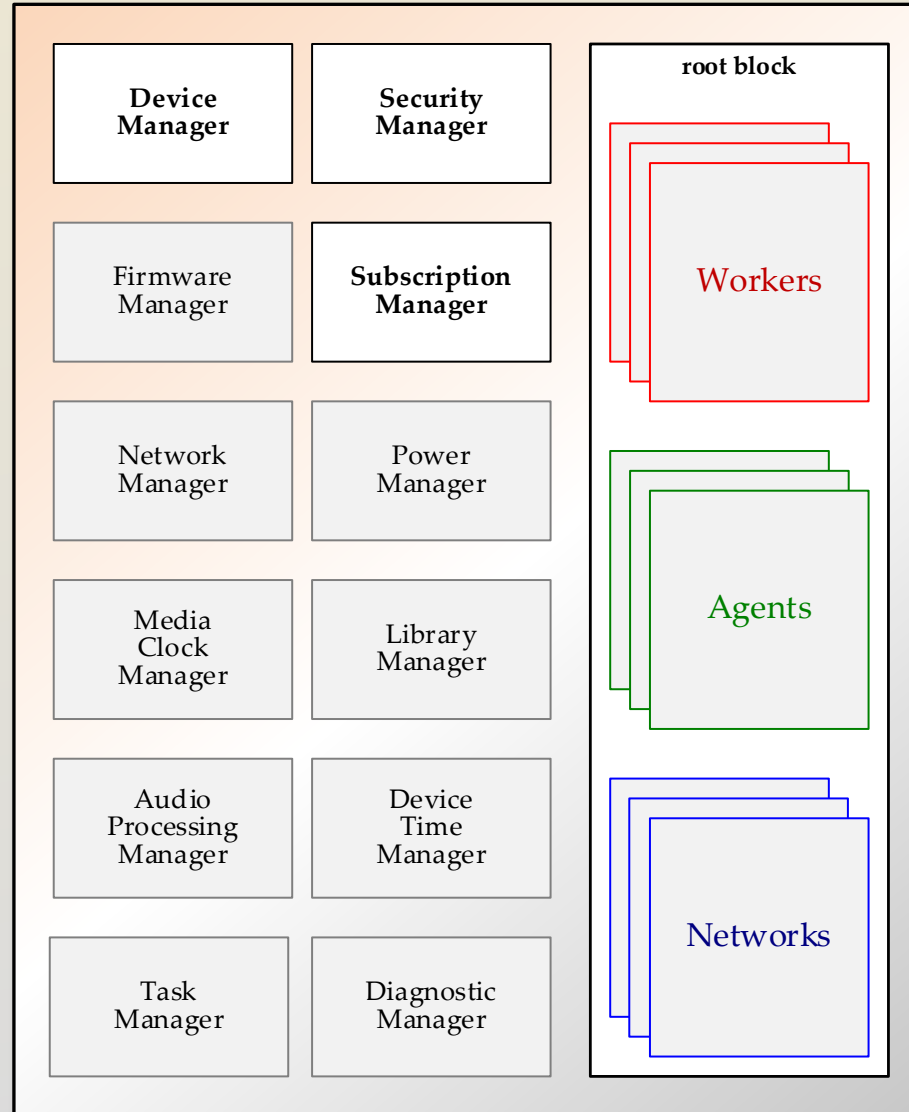 Device
Manager
Security
Manager
root block
Workers
Firmware
Manager
Subscription
Manager
Network
Manager
Power
Manager
Agents
Media
Clock
Manager
Library
Manager
Audio
Processing
Manager
Device
Time
Manager
Networks
Task
Manager
Diagnostic
Manager